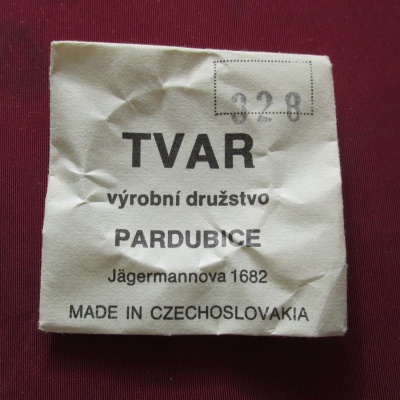 328
TVAR
výrobní družstvo
PARDUBICE
Jägermannova 1682
MADE IN CZECHOSLOVAKIA